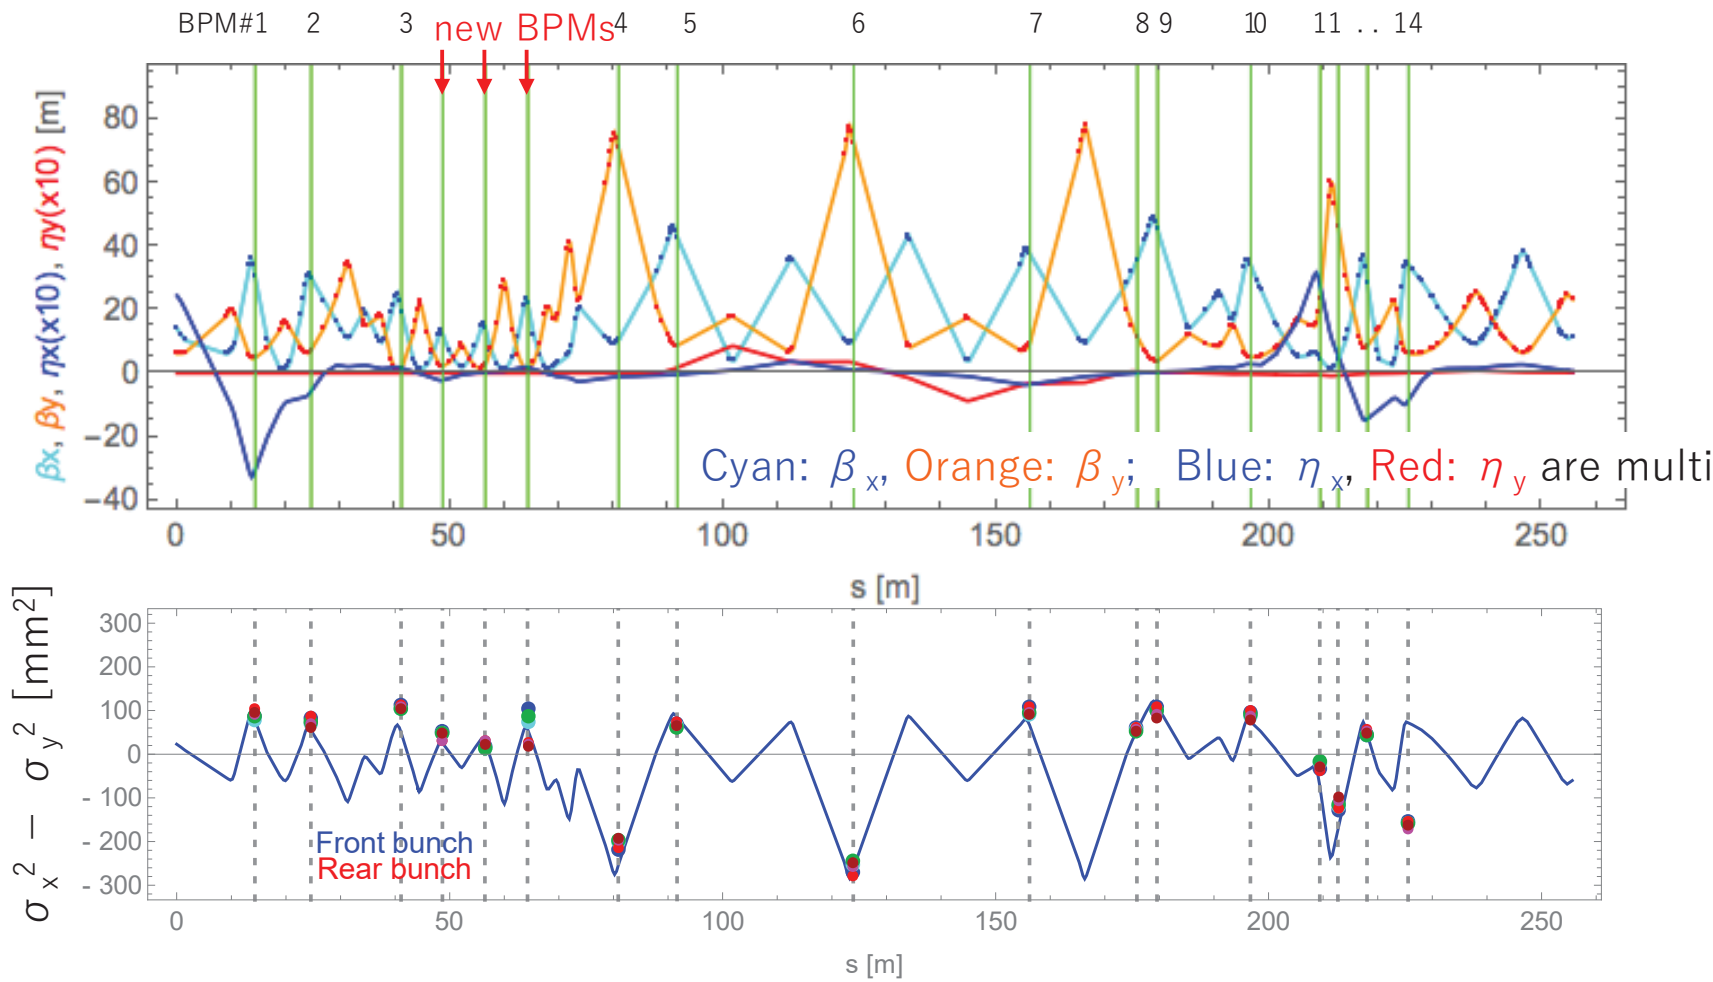 BPM#1 2 3 new BPMs 4 5 6 7 8 9 10 11 .. 14
βx, βy, ηx(x10), ηy(x10) [m]
80
60
40
20
0
−20
−40
Cyan: βx, Orange: βy; Blue: ηx, Red: ηy are multi
0 50 100 150 200 250
s [m]
σx² − σy² [mm²]
300
200
100
0
- 100
- 200
- 300
Front bunch
Rear bunch
0 50 100 150 200 250
s [m]